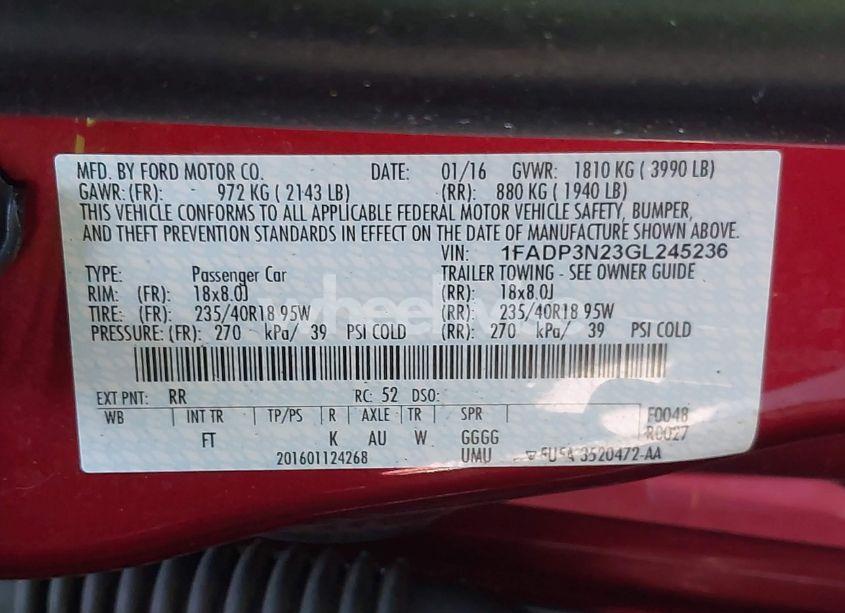 MFD. BY FORD MOTOR CO. DATE: 01/16 GVWR: 1810 KG ( 3990 LB)
GAWR: (FR): 972 KG ( 2143 LB) (RR): 880 KG ( 1940 LB)
THIS VEHICLE CONFORMS TO ALL APPLICABLE FEDERAL MOTOR VEHICLE SAFETY, BUMPER,
AND THEFT PREVENTION STANDARDS IN EFFECT ON THE DATE OF MANUFACTURE SHOWN ABOVE.
VIN: 1FADP3N23GL245236
TYPE: Passenger Car TRAILER TOWING - SEE OWNER GUIDE
RIM: (FR): 18x8.0J (RR): 18x8.0J
TIRE: (FR): 235/40R18 95W (RR): 235/40R18 95W
PRESSURE: (FR): 270 kPa/ 39 PSI COLD (RR): 270 kPa/ 39 PSI COLD
EXT PNT: RR RC: 52 DSO:
WB INT TR TP/PS R AXLE TR SPR F0048
FT K AU W GGGG R0027
201601124268 UMU 3520472-AA